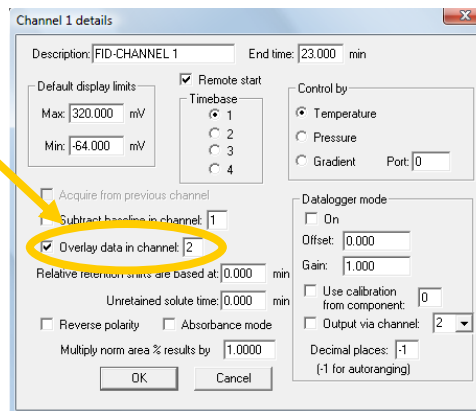 Channel 1 details
Description: FID-CHANNEL 1 End time: 23.000 min
Default display limits
Max: 320.000 mV
Min: -64.000 mV
Remote start
Timebase
1
2
3
4
Control by
Temperature
Pressure
Gradient Port: 0
Acquire from previous channel
Subtract baseline in channel: 1
Overlay data in channel: 2
Relative retention shifts are based at: 0.000 min
Unretained solute time: 0.000 min
Reverse polarity Absorbance mode
Multiply norm area % results by 1.0000
OK Cancel
Datalogger mode
On
Offset: 0.000
Gain: 1.000
Use calibration
from component: 0
Output via channel: 2
Decimal places: -1
(-1 for autoranging)